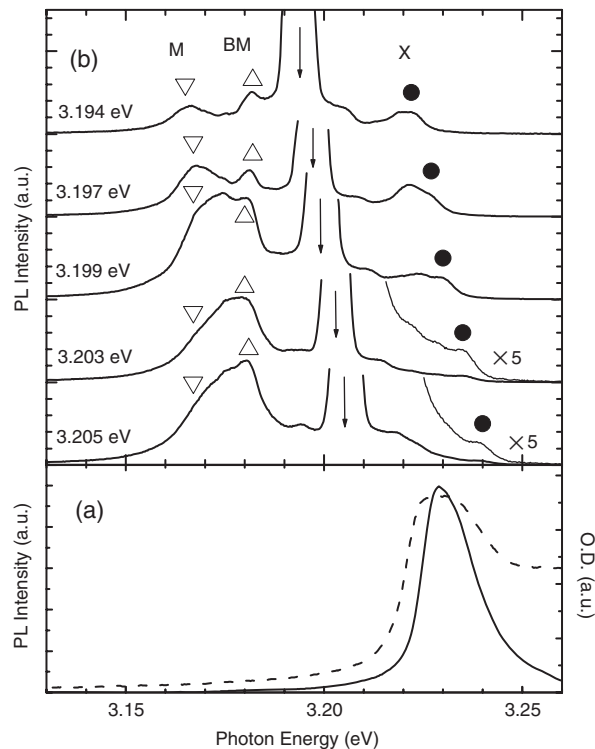 (b)
M BM X
3.194 eV
3.197 eV
3.199 eV
3.203 eV
×5
3.205 eV
×5
PL Intensity (a.u.)
(a)
PL Intensity (a.u.)
O.D. (a.u.)
3.15 3.20 3.25
Photon Energy (eV)